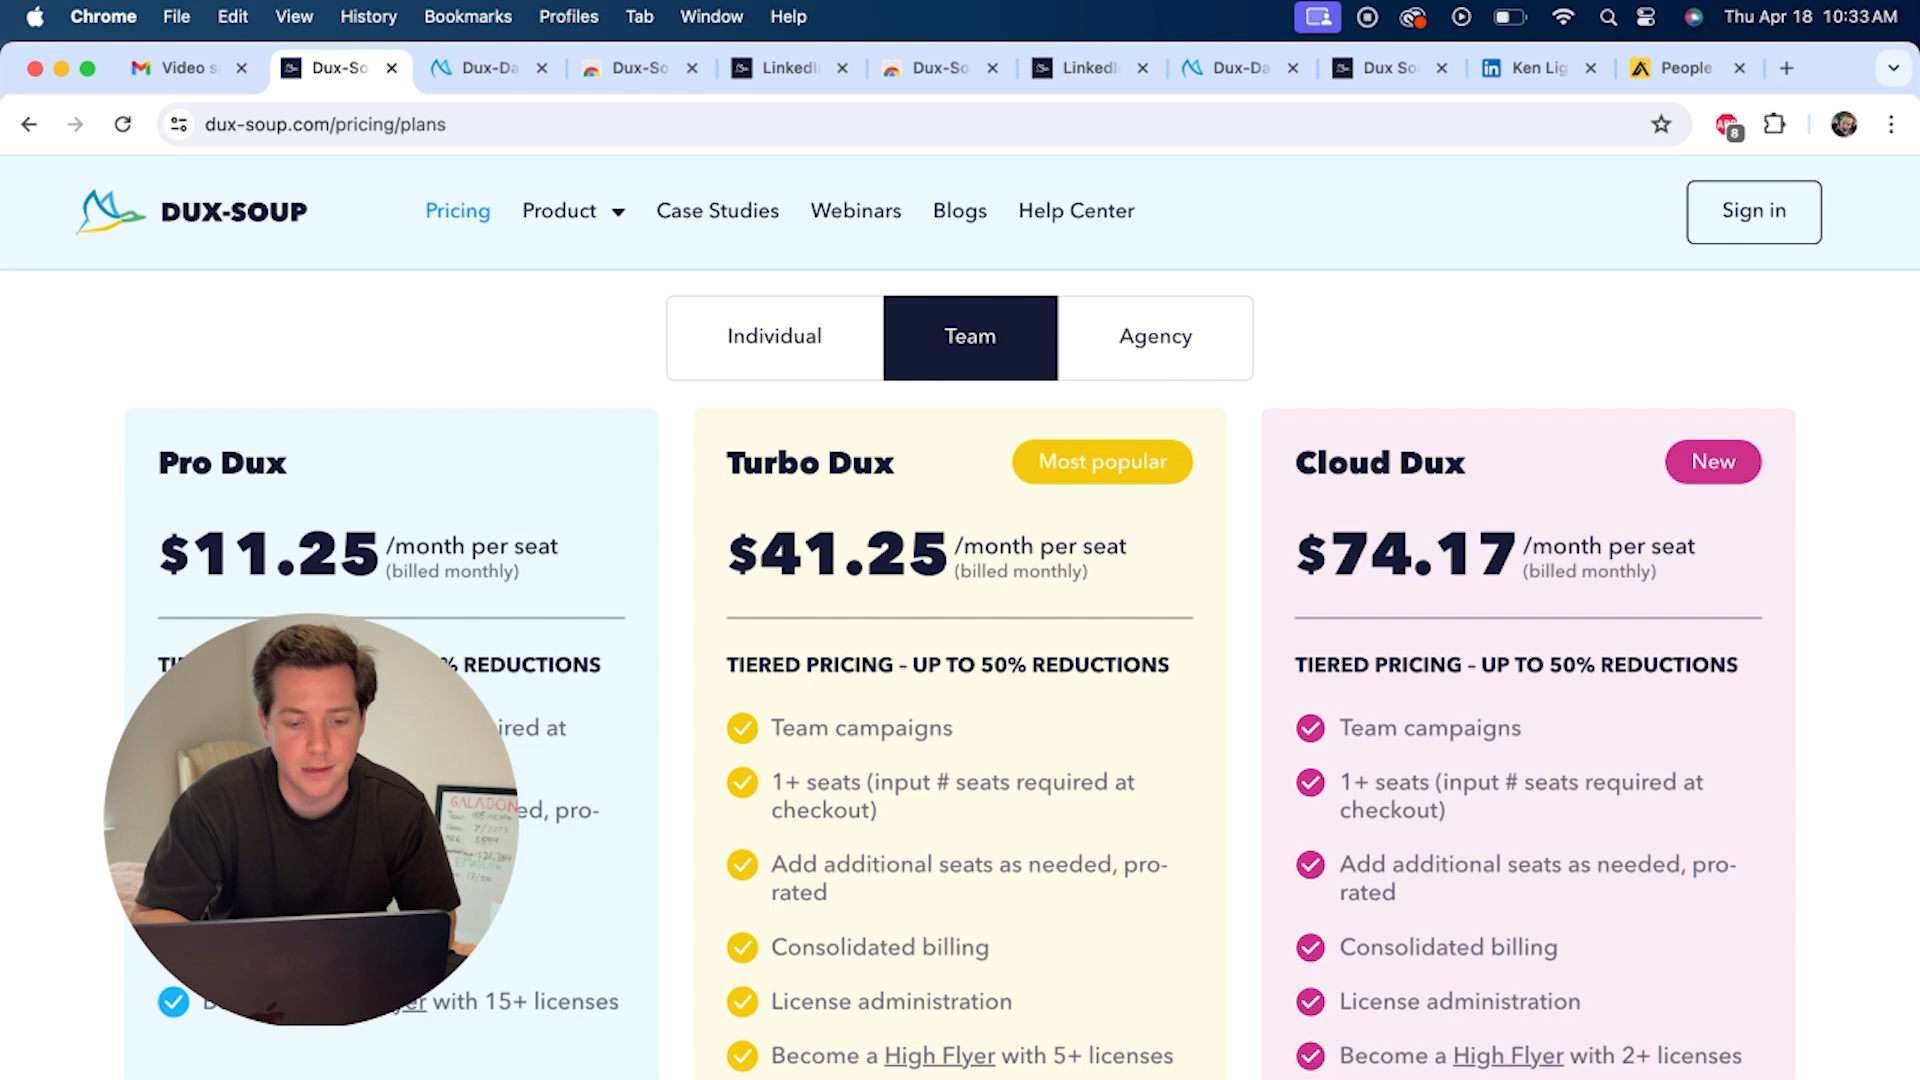 Chrome File Edit View History Bookmarks Profiles Tab Window Help Thu Apr 18 10:33 AM
Video s Dux-So Dux-Da Dux-So LinkedI Dux-So LinkedI Dux-Da Dux So Ken Lig People
dux-soup.com/pricing/plans 8
DUX-SOUP Pricing Product Case Studies Webinars Blogs Help Center Sign in
Individual Team Agency
Pro Dux
$11.25 /month per seat
(billed monthly)
% REDUCTIONS
ired at
ed, pro-
with 15+ licenses
GALADON
Turbo Dux Most popular
$41.25 /month per seat
(billed monthly)
TIERED PRICING – UP TO 50% REDUCTIONS
Team campaigns
1+ seats (input # seats required at
checkout)
Add additional seats as needed, pro-
rated
Consolidated billing
License administration
Become a High Flyer with 5+ licenses
Cloud Dux New
$74.17 /month per seat
(billed monthly)
TIERED PRICING – UP TO 50% REDUCTIONS
Team campaigns
1+ seats (input # seats required at
checkout)
Add additional seats as needed, pro-
rated
Consolidated billing
License administration
Become a High Flyer with 2+ licenses